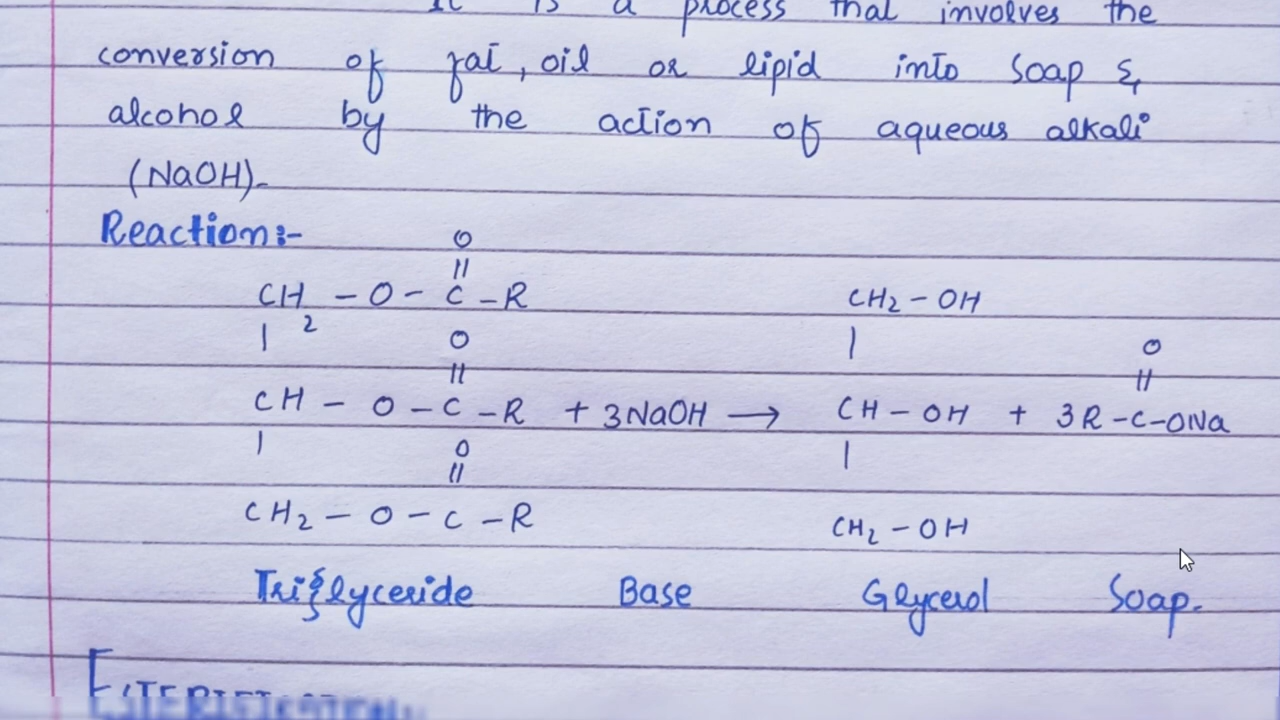 It is a process that involves the
conversion of fat, oil or lipid into Soap &
alcohol by the action of aqueous alkali
(NaOH).
Reaction:-
O
||
CH2 - O - C - R CH2 - OH
| O | O
|| ||
CH - O - C - R + 3NaOH → CH - OH + 3R - C - ONa
| O |
||
CH2 - O - C - R CH2 - OH
Triglyceride Base Glycerol Soap.